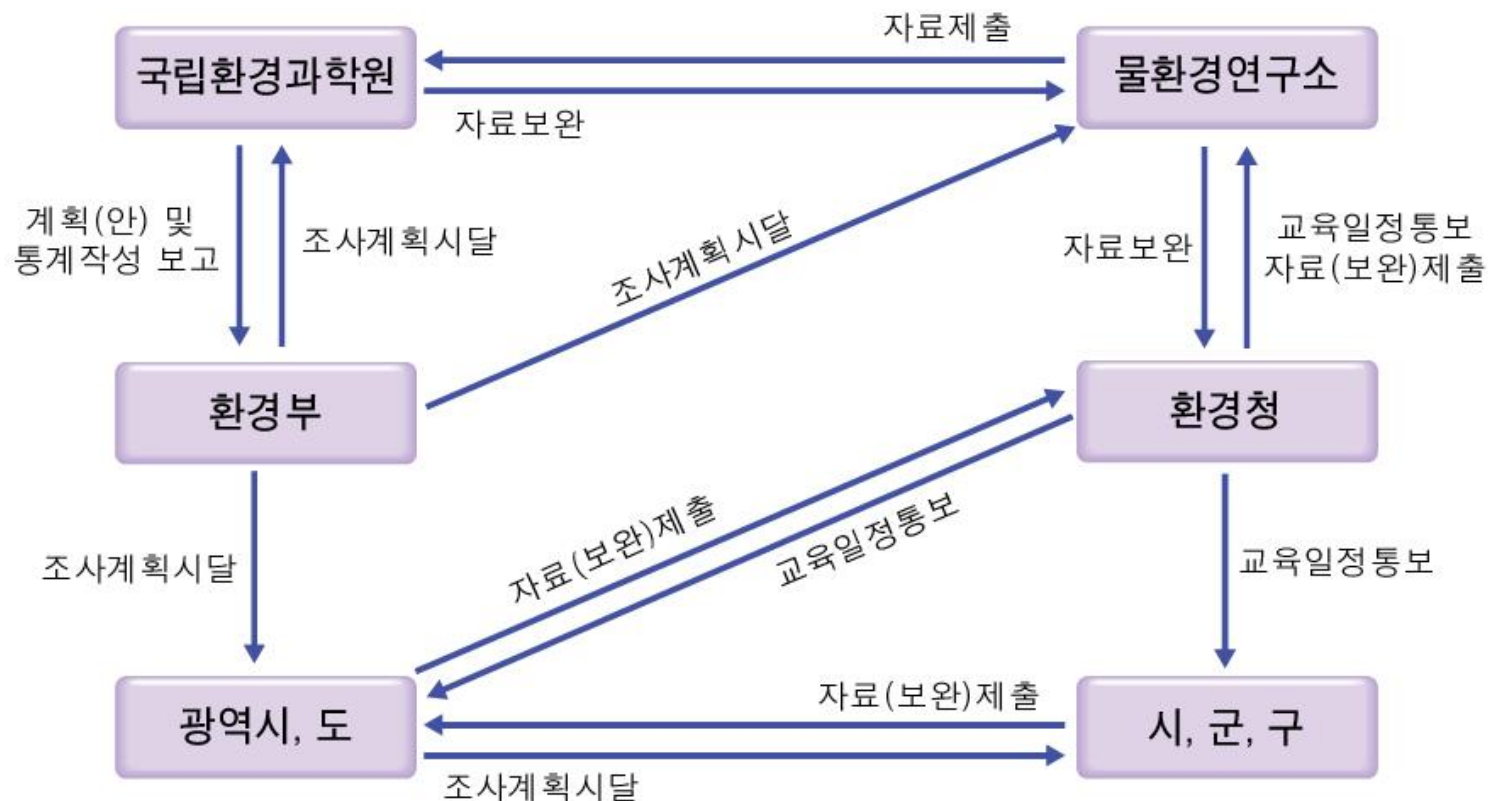 자료제출
국립환경과학원
물환경연구소
자료보완
계획(안) 및
통계작성 보고
조사계획시달
조사계획시달
자료보완
교육일정통보
자료(보완)제출
환경부
환경청
조사계획시달
자료(보완)제출
교육일정통보
교육일정통보
자료(보완)제출
광역시, 도
시, 군, 구
조사계획시달